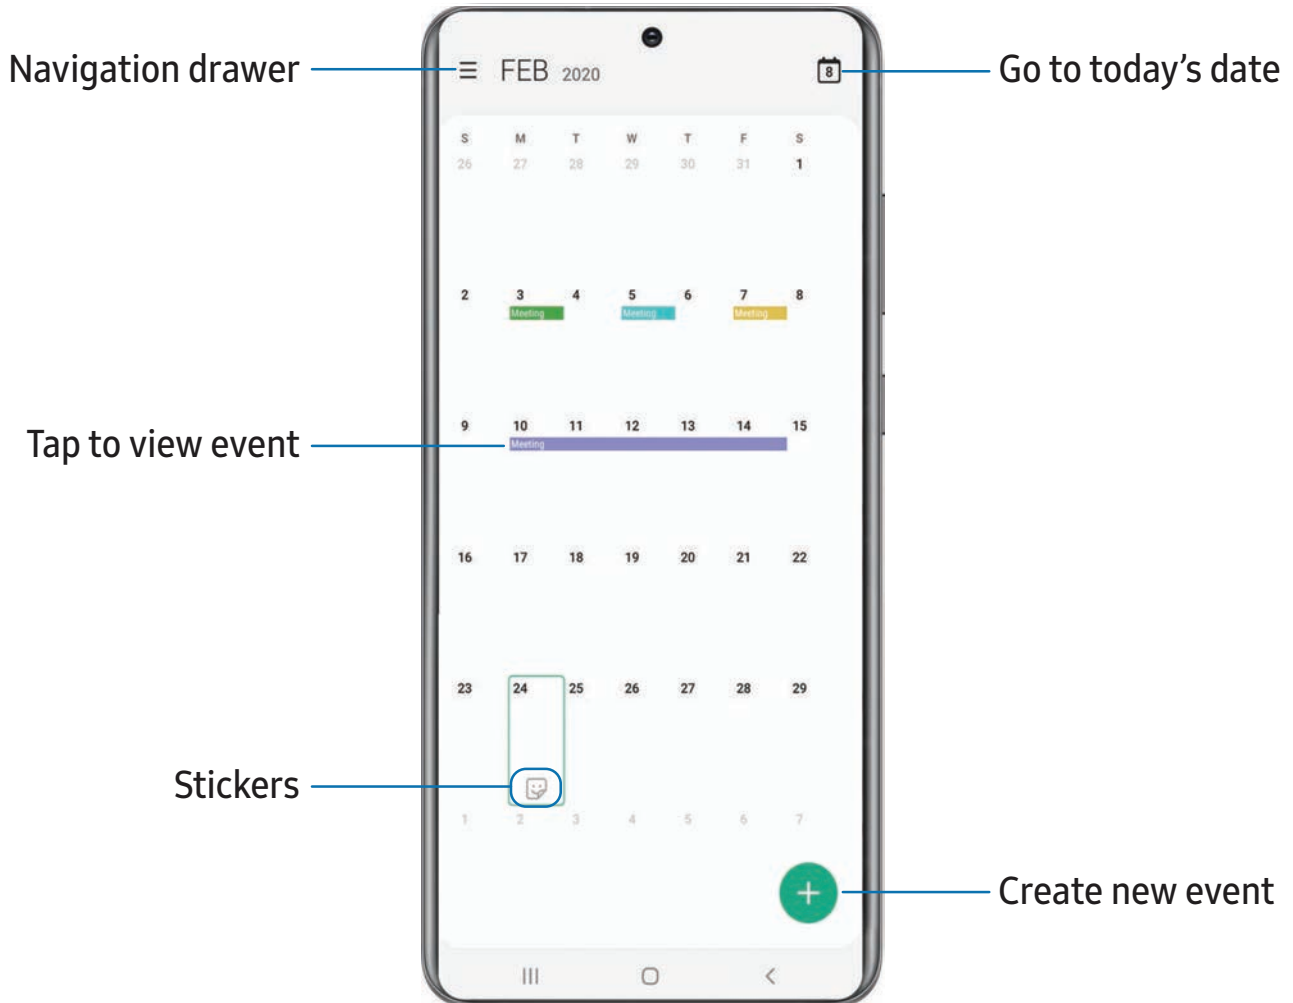 Navigation drawer
FEB 2020
8
Go to today's date
S M T W T F S
26 27 28 29 30 31 1
2 3 4 5 6 7 8
Meeting Meeting Meeting
9 10 11 12 13 14 15
Tap to view event
Meeting
16 17 18 19 20 21 22
23 24 25 26 27 28 29
Stickers
1 2 3 4 5 6 7
Create new event